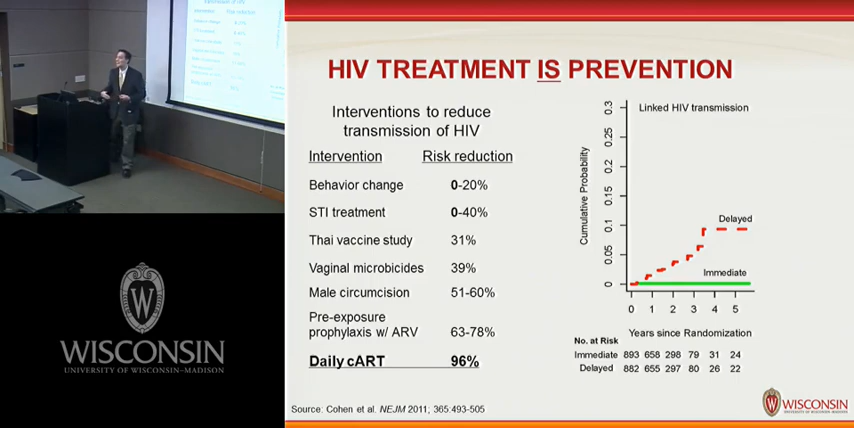 HIV TREATMENT IS PREVENTION
Interventions to reduce
transmission of HIV
Intervention Risk reduction
Behavior change 0-20%
STI treatment 0-40%
Thai vaccine study 31%
Vaginal microbicides 39%
Male circumcision 51-60%
Pre-exposure
prophylaxis w/ ARV 63-78%
Daily cART 96%
Source: Cohen et al. NEJM 2011; 365:493-505
Linked HIV transmission
Cumulative Probability
0.3
0.25
0.2
0.15
0.1
0.05
0
Delayed
Immediate
0 1 2 3 4 5
Years since Randomization
No. at Risk
Immediate 893 658 298 79 31 24
Delayed 882 655 297 80 26 22
W
WISCONSIN
UNIVERSITY OF WISCONSIN–MADISON
W
WISCONSIN
UNIVERSITY OF WISCONSIN–MADISON